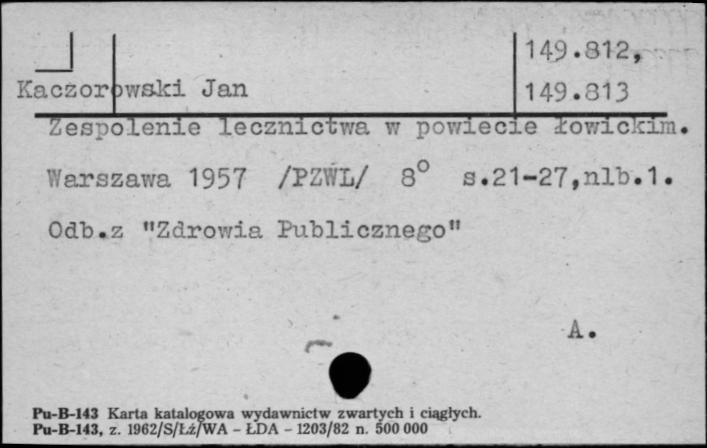 149.812,
Kaczorowski Jan 149.813
Zespolenie lecznictwa w powiecie łowickim.
Warszawa 1957 /PZWL/ 8° s.21-27,nlb.1.
Odb.z "Zdrowia Publicznego"
A.
Pu-B-143 Karta katalogowa wydawnictw zwartych i ciągłych.
Pu-B-143, z. 1962/S/Łź/WA - ŁDA - 1203/82 n. 500 000